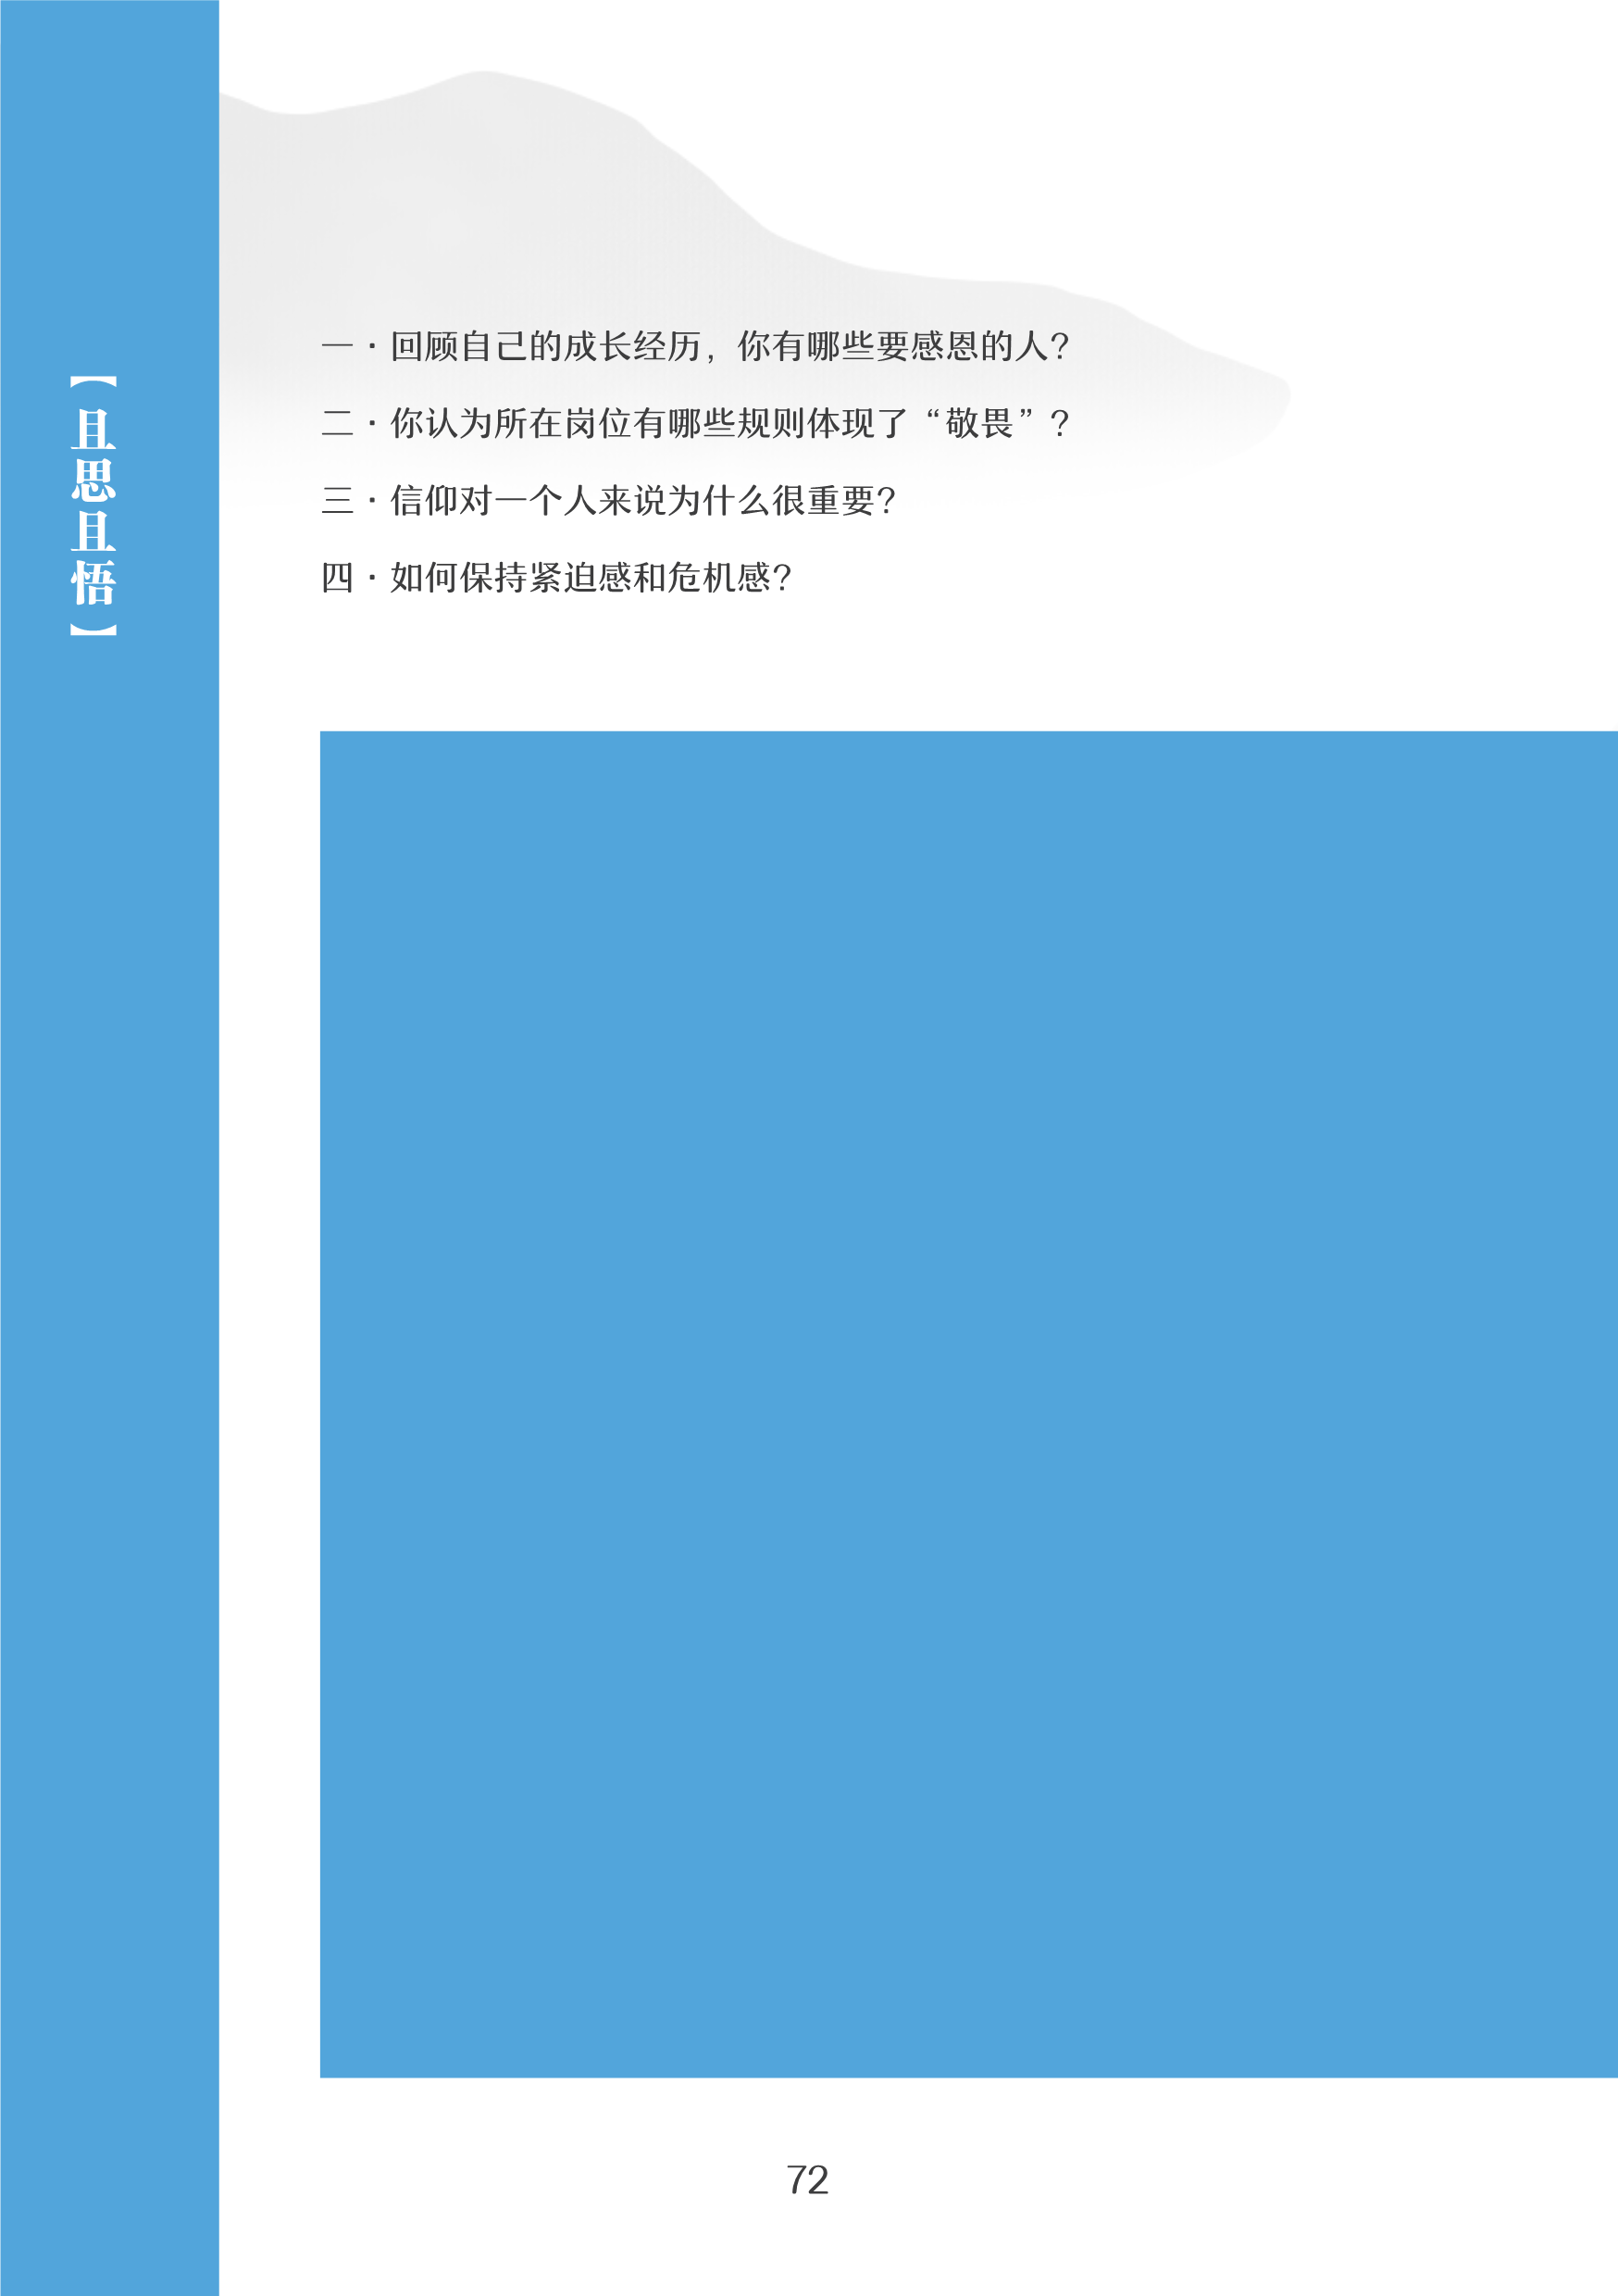 【且思且悟】
一·回顾自己的成长经历，你有哪些要感恩的人？
二·你认为所在岗位有哪些规则体现了“敬畏”？
三·信仰对一个人来说为什么很重要？
四·如何保持紧迫感和危机感？
72